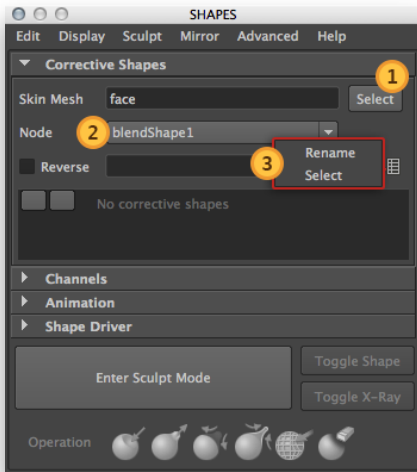 SHAPES
Edit Display Sculpt Mirror Advanced Help
Corrective Shapes
1
Skin Mesh face Select
Node 2 blendShape1
Rename
Reverse 3
Select
No corrective shapes
Channels
Animation
Shape Driver
Enter Sculpt Mode Toggle Shape
Toggle X-Ray
Operation